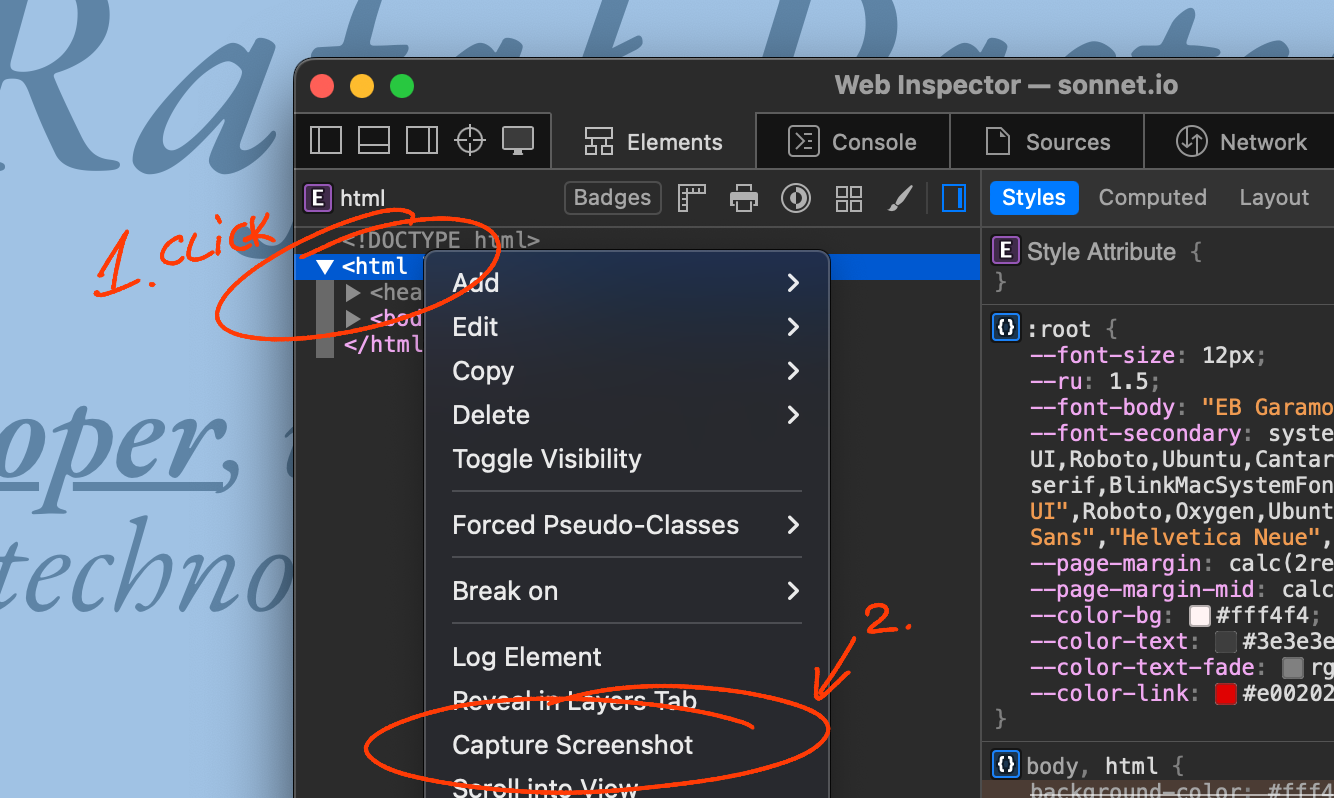 Web Inspector — sonnet.io
Elements
Console
Sources
Network
E html
Badges
Styles
Computed
Layout
1. click
<!DOCTYPE html>
<html
<hea
<bod
</html
Add
Edit
Copy
Delete
Toggle Visibility
Forced Pseudo-Classes
Break on
Log Element
Reveal in Layers Tab
Capture Screenshot
Scroll into View
2.
E Style Attribute {
}
:root {
--font-size: 12px;
--ru: 1.5;
--font-body: "EB Garamo
--font-secondary: syste
UI,Roboto,Ubuntu,Cantar
serif,BlinkMacSystemFon
UI",Roboto,Oxygen,Ubunt
Sans","Helvetica Neue",
--page-margin: calc(2re
--page-margin-mid: calc
--color-bg: #fff4f4;
--color-text: #3e3e3e
--color-text-fade: rg
--color-link: #e00202
}
body, html {
background-color: #fff4
oper,
techno